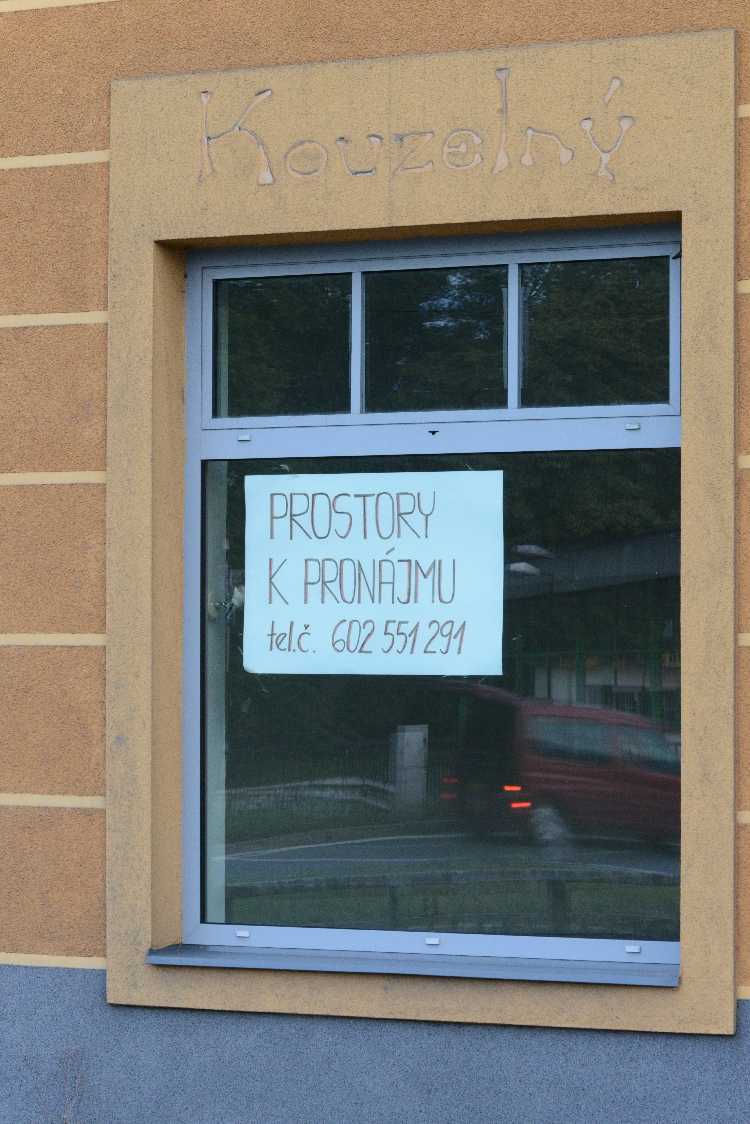 Kouzelný
PROSTORY
K PRONÁJMU
tel.č. 602 551 291